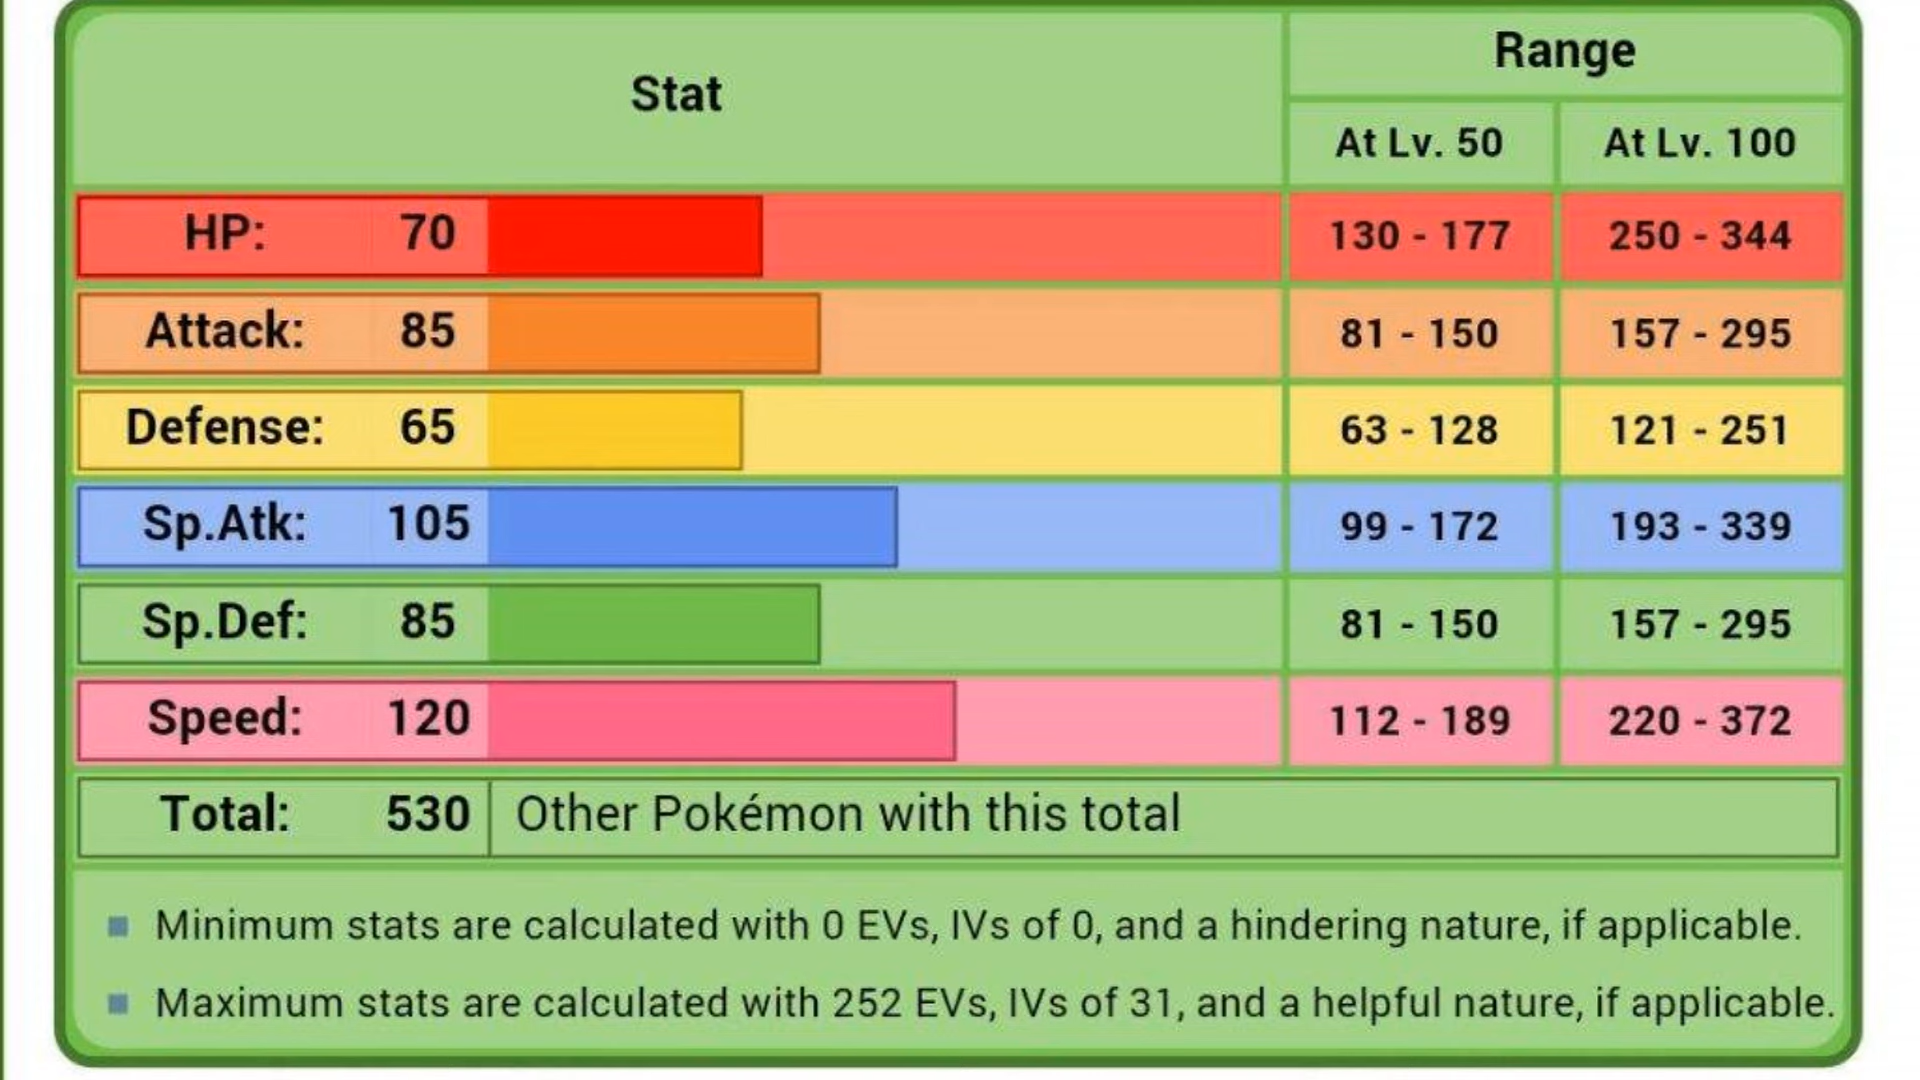 Stat Range
At Lv. 50 At Lv. 100
HP: 70 130 - 177 250 - 344
Attack: 85 81 - 150 157 - 295
Defense: 65 63 - 128 121 - 251
Sp.Atk: 105 99 - 172 193 - 339
Sp.Def: 85 81 - 150 157 - 295
Speed: 120 112 - 189 220 - 372
Total: 530 Other Pokémon with this total
Minimum stats are calculated with 0 EVs, IVs of 0, and a hindering nature, if applicable.
Maximum stats are calculated with 252 EVs, IVs of 31, and a helpful nature, if applicable.